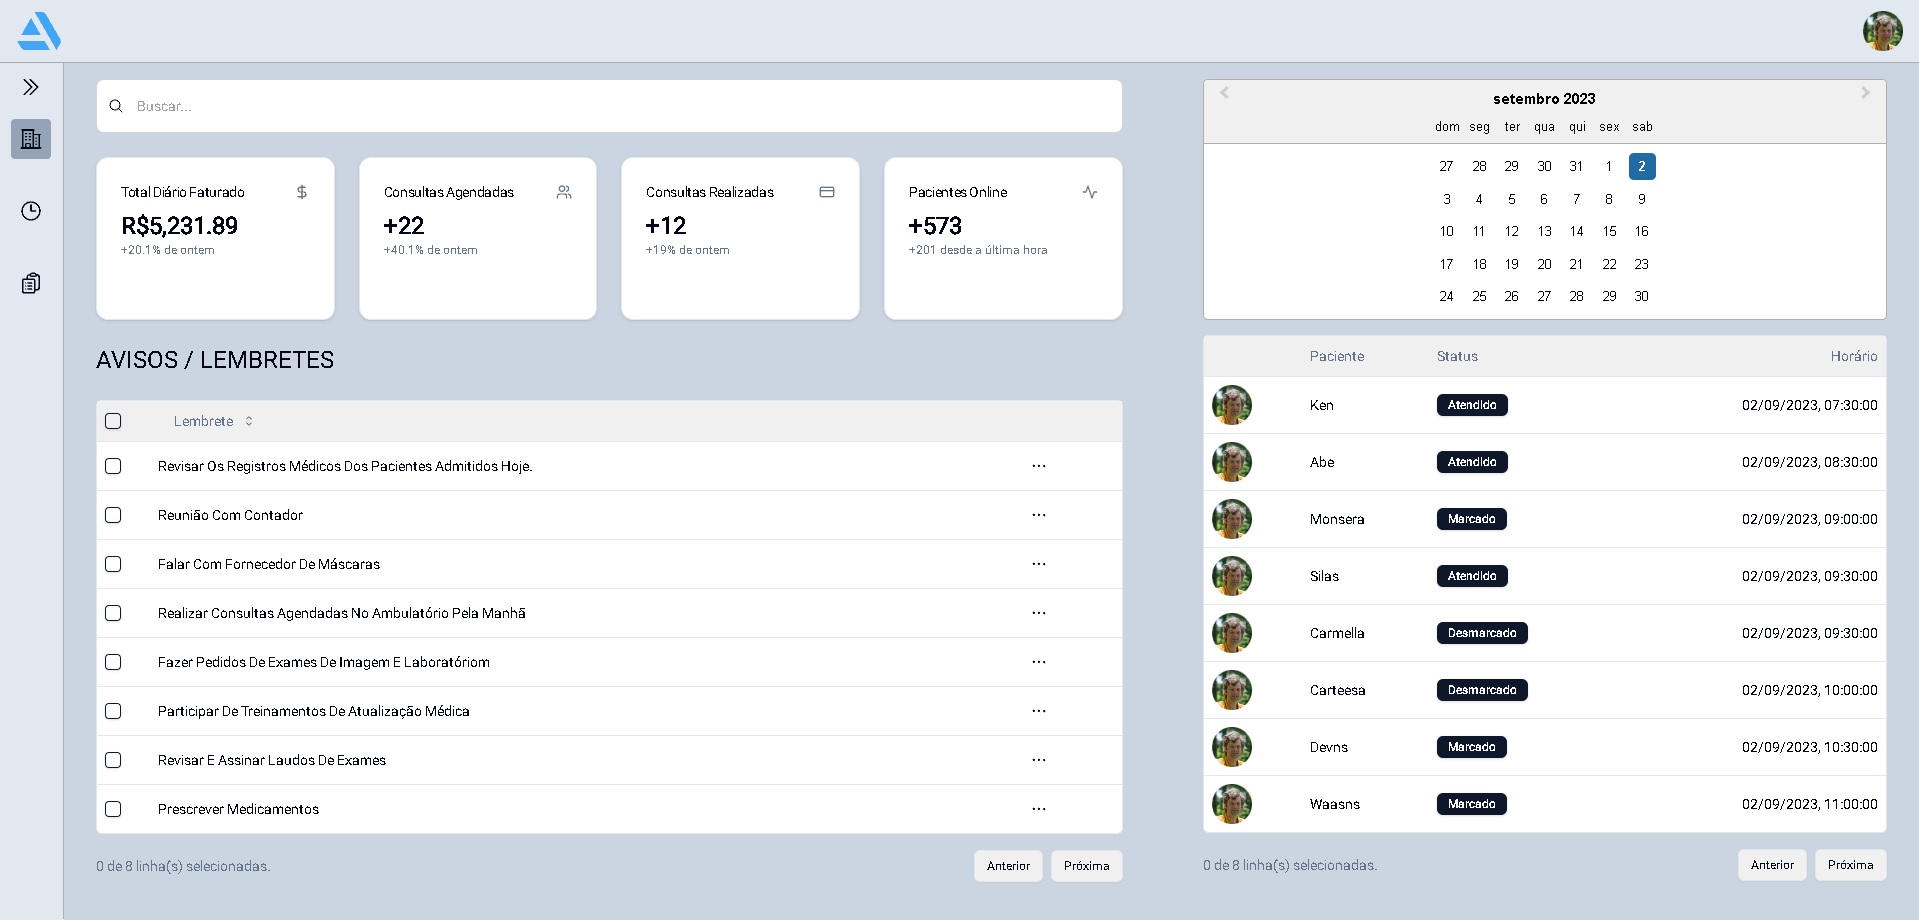 Buscar...
Total Diário Faturado
R$5,231.89
+20.1% de ontem
Consultas Agendadas
+22
+40.1% de ontem
Consultas Realizadas
+12
+19% de ontem
Pacientes Online
+573
+201 desde a última hora
AVISOS / LEMBRETES
Lembrete
Revisar Os Registros Médicos Dos Pacientes Admitidos Hoje.
Reunião Com Contador
Falar Com Fornecedor De Máscaras
Realizar Consultas Agendadas No Ambulatório Pela Manhã
Fazer Pedidos De Exames De Imagem E Laboratóriom
Participar De Treinamentos De Atualização Médica
Revisar E Assinar Laudos De Exames
Prescrever Medicamentos
0 de 8 linha(s) selecionadas.
Anterior Próxima
setembro 2023
dom seg ter qua qui sex sab
27 28 29 30 31 1 2
3 4 5 6 7 8 9
10 11 12 13 14 15 16
17 18 19 20 21 22 23
24 25 26 27 28 29 30
Paciente Status Horário
Ken Atendido 02/09/2023, 07:30:00
Abe Atendido 02/09/2023, 08:30:00
Monsera Marcado 02/09/2023, 09:00:00
Silas Atendido 02/09/2023, 09:30:00
Carmella Desmarcado 02/09/2023, 09:30:00
Carteesa Desmarcado 02/09/2023, 10:00:00
Devns Marcado 02/09/2023, 10:30:00
Waasns Marcado 02/09/2023, 11:00:00
0 de 8 linha(s) selecionadas.
Anterior Próxima